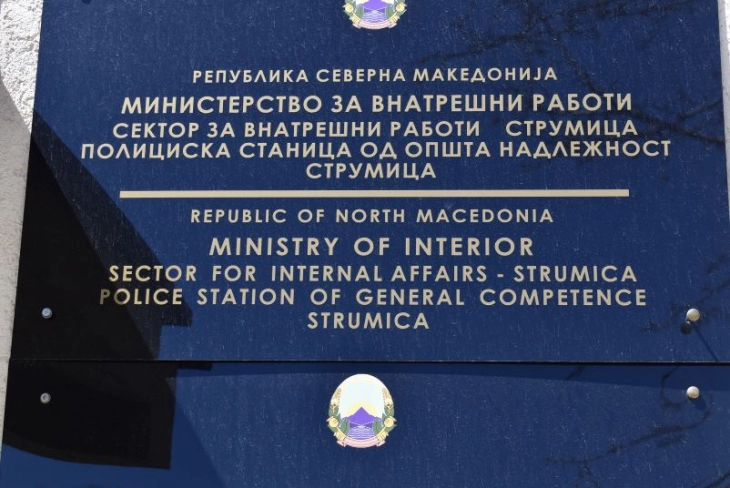 РЕПУБЛИКА СЕВЕРНА МАКЕДОНИЈА
МИНИСТЕРСТВО ЗА ВНАТРЕШНИ РАБОТИ
СЕКТОР ЗА ВНАТРЕШНИ РАБОТИ СТРУМИЦА
ПОЛИЦИСКА СТАНИЦА ОД ОПШТА НАДЛЕЖНОСТ
СТРУМИЦА
REPUBLIC OF NORTH MACEDONIA
MINISTRY OF INTERIOR
SECTOR FOR INTERNAL AFFAIRS - STRUMICA
POLICE STATION OF GENERAL COMPETENCE
STRUMICA